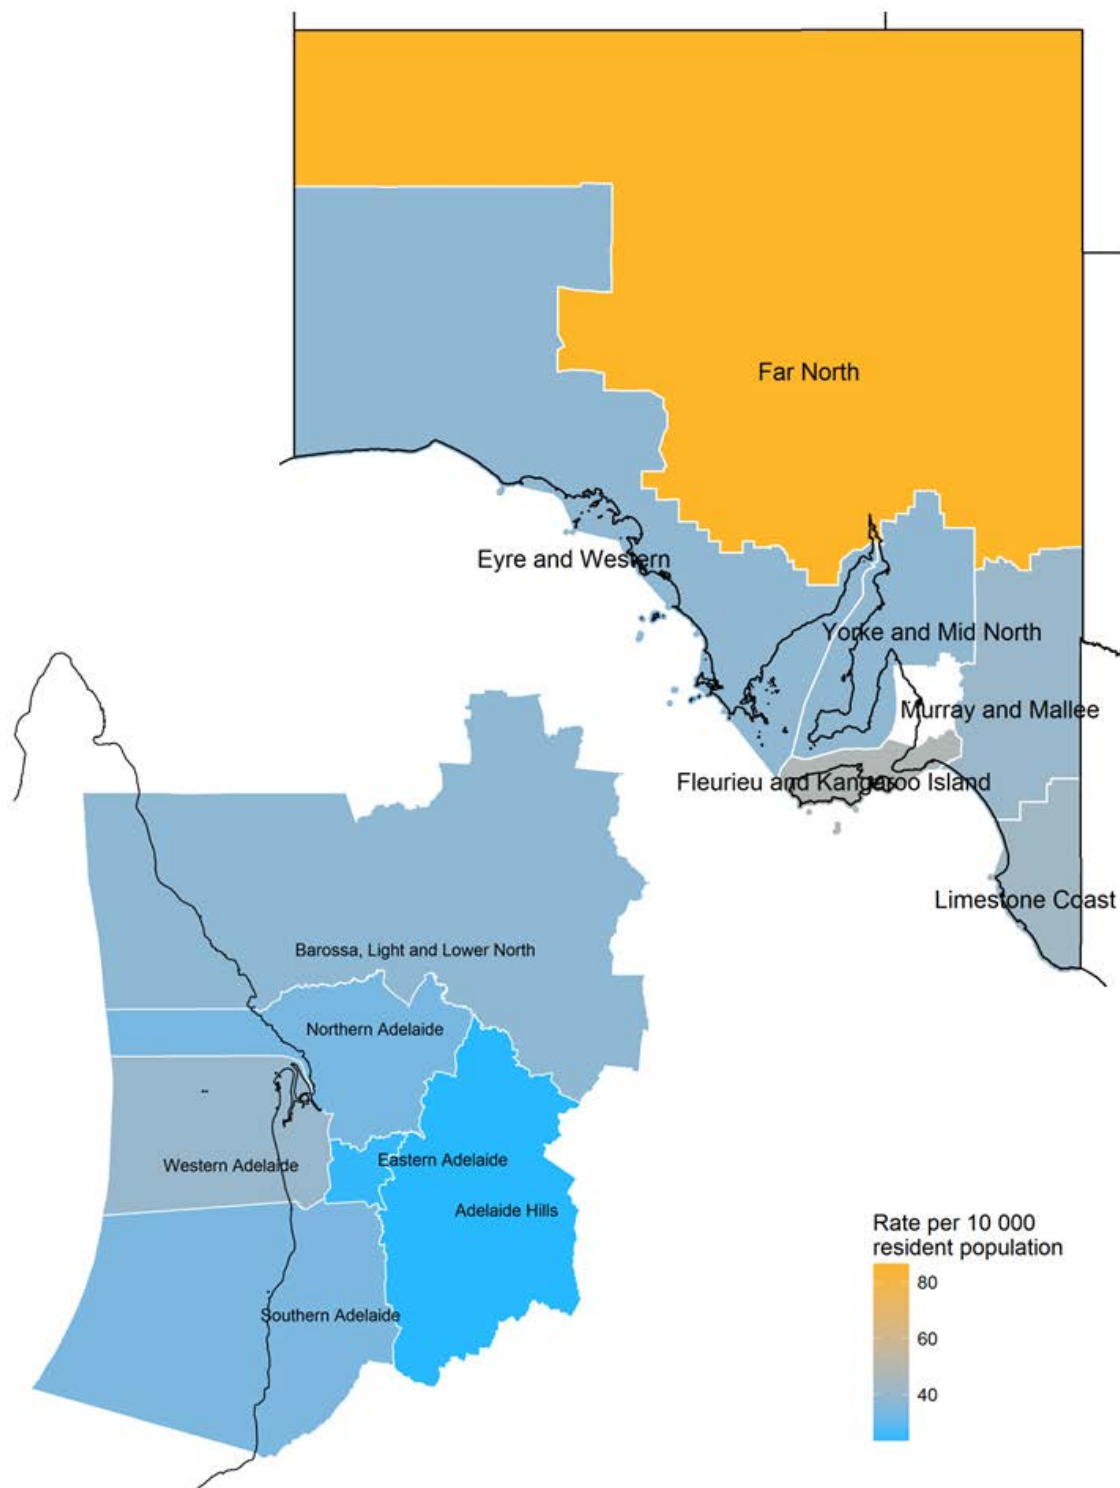 Far North
Eyre and Western
Yorke and Mid North
Murray and Mallee
Fleurieu and Kangaroo Island
Limestone Coast
Barossa, Light and Lower North
Northern Adelaide
Western Adelaide
Eastern Adelaide
Adelaide Hills
Southern Adelaide
Rate per 10 000
resident population
80
60
40